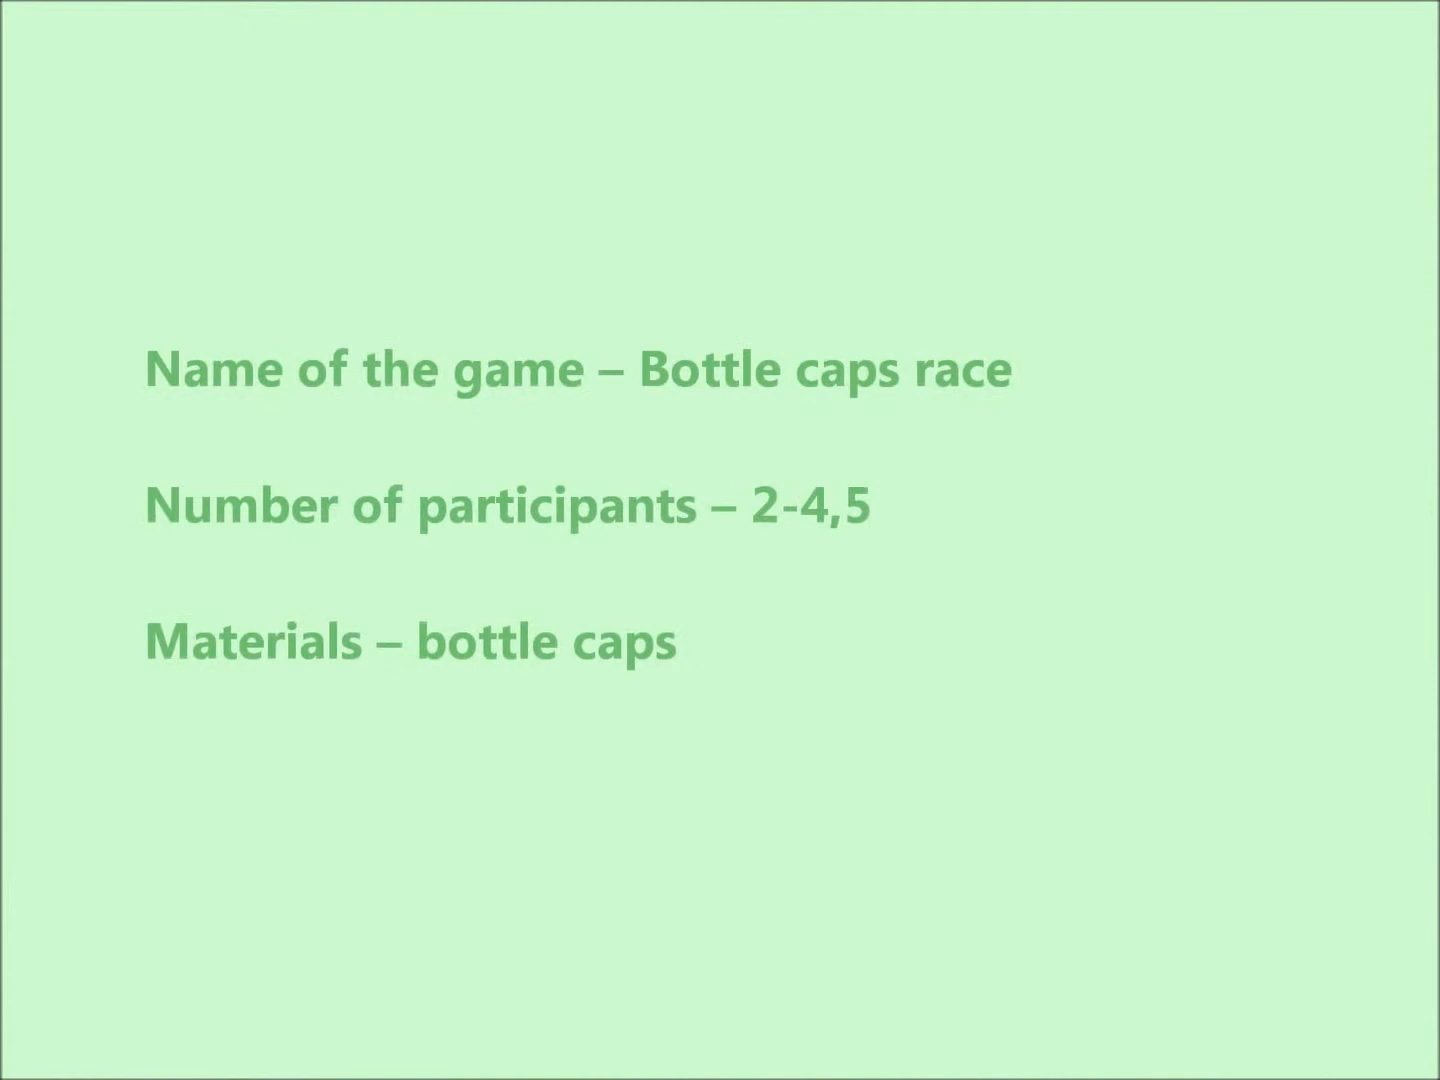 Name of the game – Bottle caps race
Number of participants – 2-4,5
Materials – bottle caps